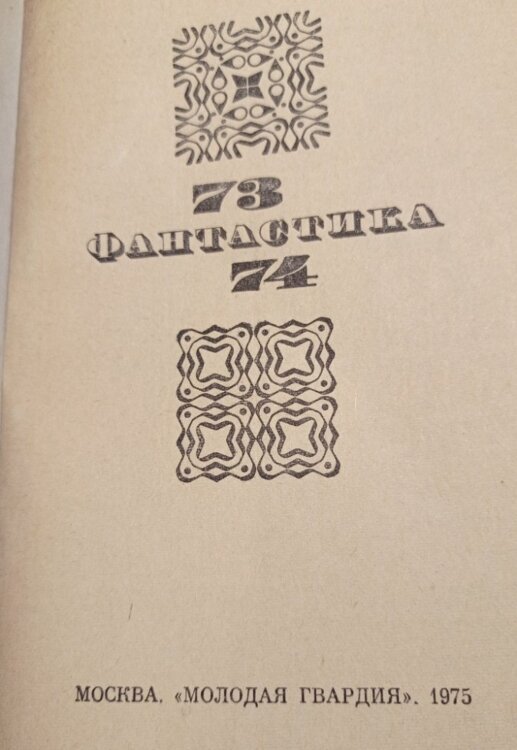 73
ФАНТАСТИКА
74
МОСКВА. «МОЛОДАЯ ГВАРДИЯ». 1975